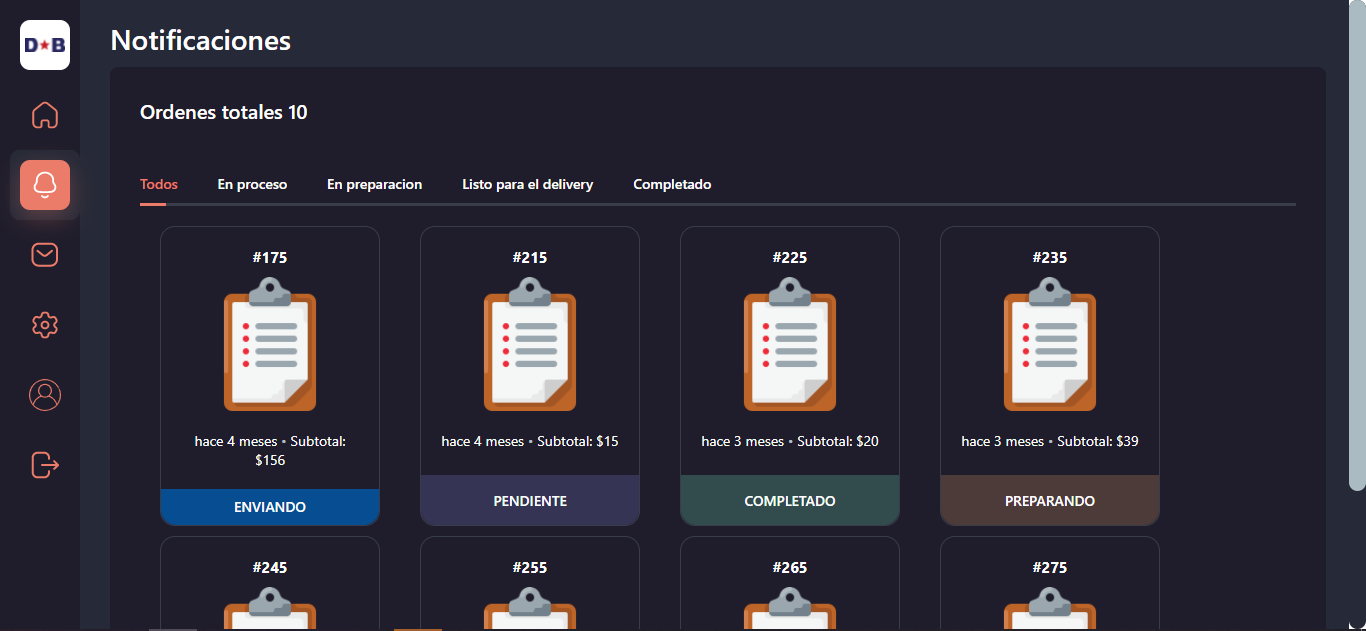 D★B
Notificaciones
Ordenes totales 10
Todos
En proceso
En preparacion
Listo para el delivery
Completado
#175
hace 4 meses • Subtotal:
$156
ENVIANDO
#215
hace 4 meses • Subtotal: $15
PENDIENTE
#225
hace 3 meses • Subtotal: $20
COMPLETADO
#235
hace 3 meses • Subtotal: $39
PREPARANDO
#245
#255
#265
#275